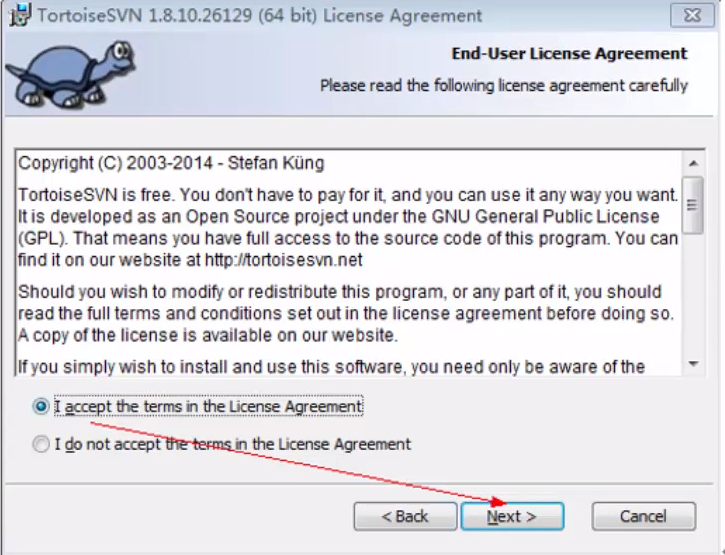 TortoiseSVN 1.8.10.26129 (64 bit) License Agreement
End-User License Agreement
Please read the following license agreement carefully
Copyright (C) 2003-2014 - Stefan Küng
TortoiseSVN is free. You don't have to pay for it, and you can use it any way you want.
It is developed as an Open Source project under the GNU General Public License
(GPL). That means you have full access to the source code of this program. You can
find it on our website at http://tortoisesvn.net
Should you wish to modify or redistribute this program, or any part of it, you should
read the full terms and conditions set out in the license agreement before doing so.
A copy of the license is available on our website.
If you simply wish to install and use this software, you need only be aware of the
I accept the terms in the License Agreement
I do not accept the terms in the License Agreement
< Back
Next >
Cancel